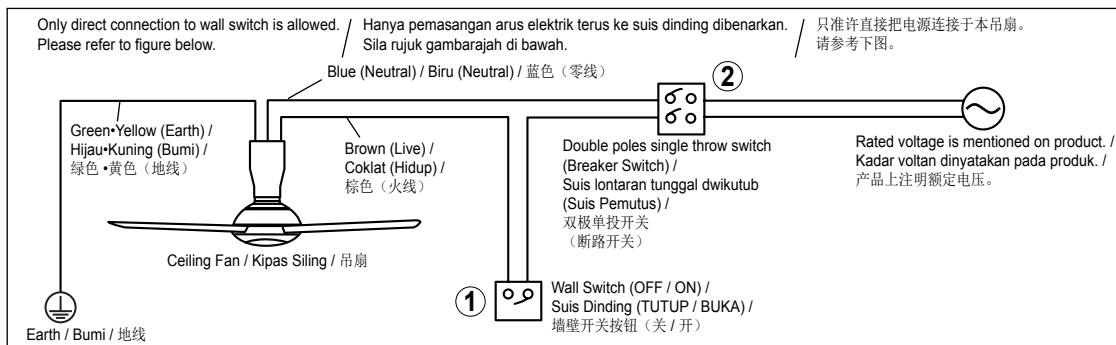 Only direct connection to wall switch is allowed. /
Please refer to figure below.
Hanya pemasangan arus elektrik terus ke suis dinding dibenarkan. /
Sila rujuk gambarajah di bawah.
只准许直接把电源连接于本吊扇。
请参考下图。
Blue (Neutral) / Biru (Neutral) / 蓝色（零线）
②
Green•Yellow (Earth) /
Hijau•Kuning (Bumi) /
绿色 •黄色（地线）
Brown (Live) /
Coklat (Hidup) /
棕色（火线）
Double poles single throw switch
(Breaker Switch) /
Suis lontaran tunggal dwikutub
(Suis Pemutus) /
双极单投开关
（断路开关）
Rated voltage is mentioned on product. /
Kadar voltan dinyatakan pada produk. /
产品上注明额定电压。
Ceiling Fan / Kipas Siling / 吊扇
①
Wall Switch (OFF / ON) /
Suis Dinding (TUTUP / BUKA) /
墙壁开关按钮（关 / 开）
Earth / Bumi / 地线